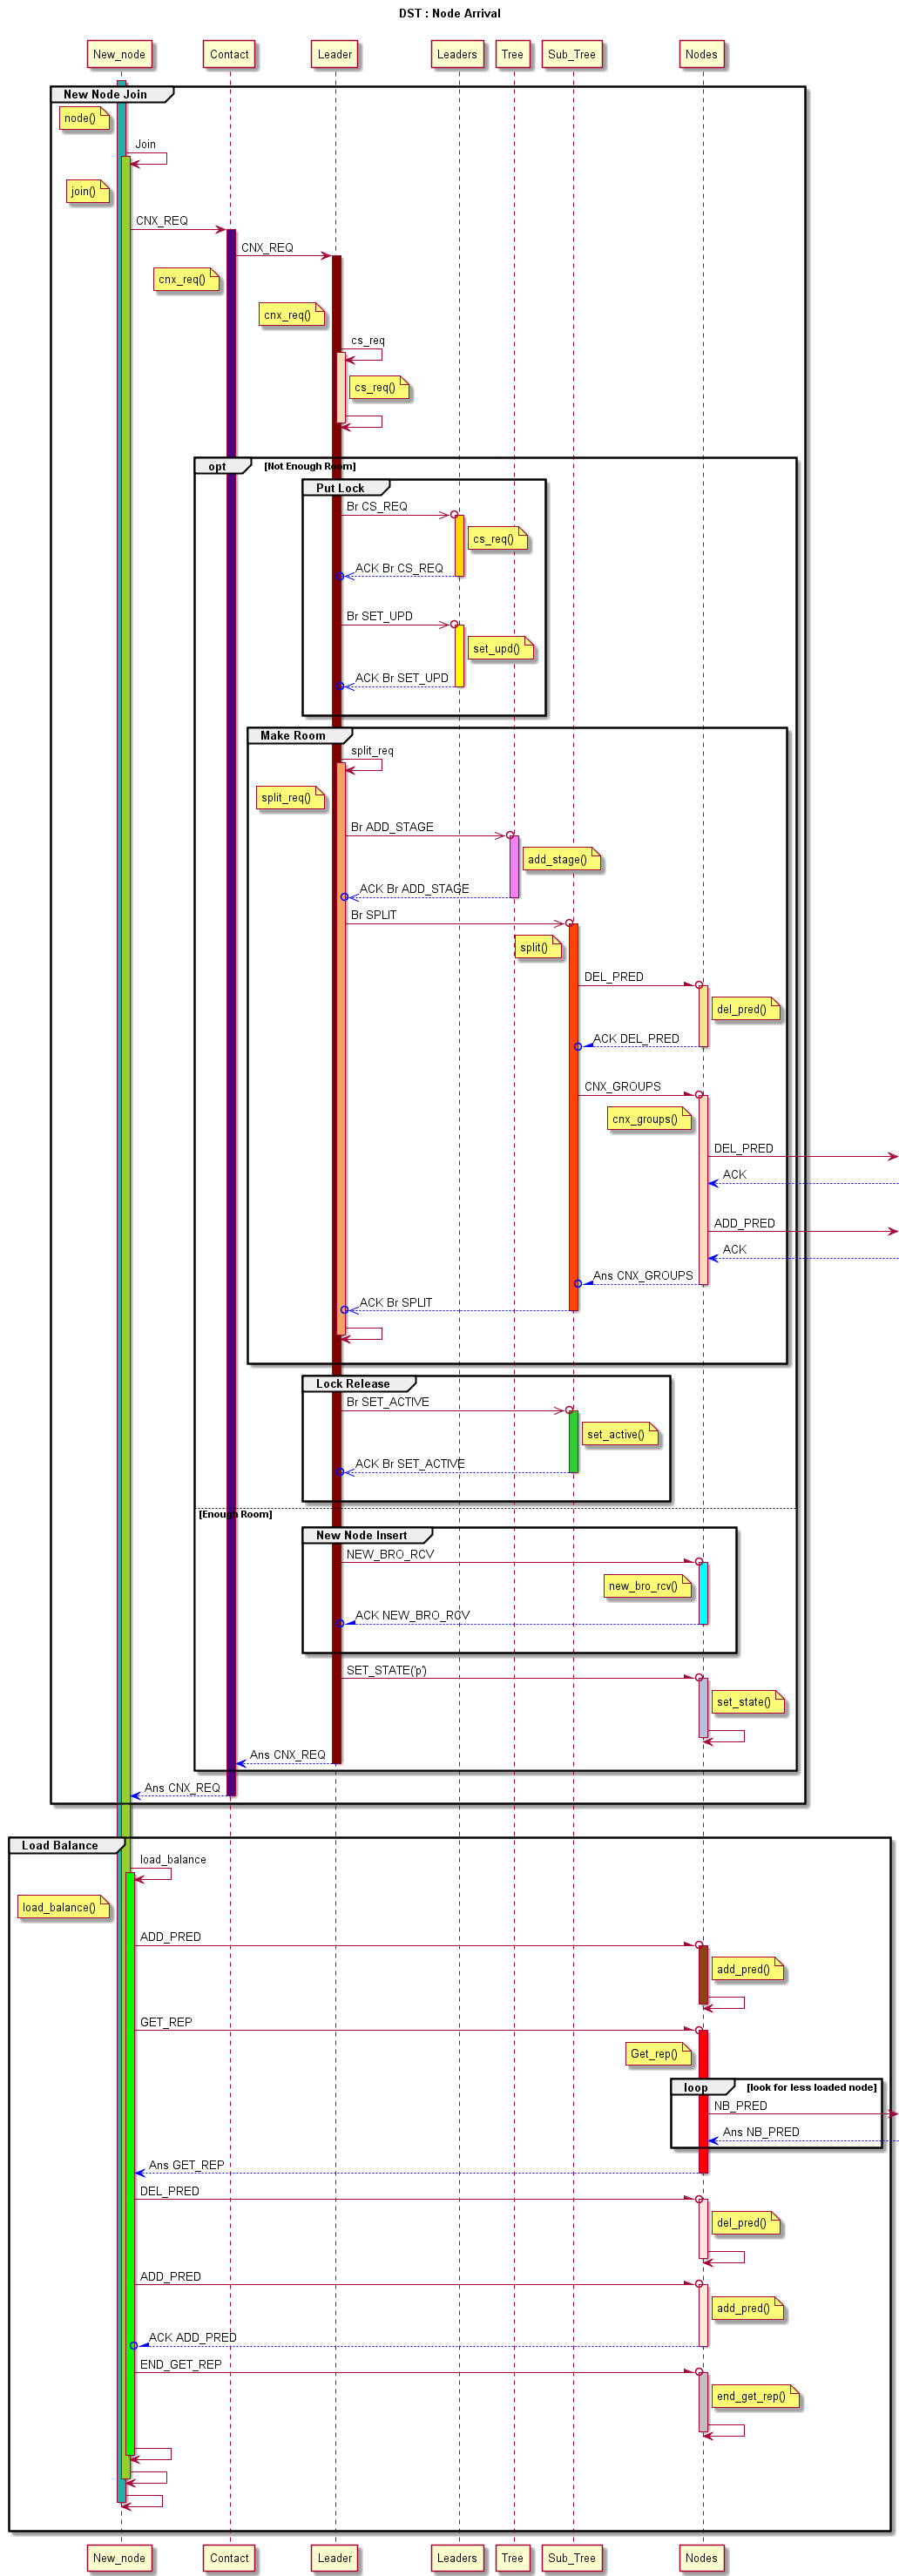 DST : Node Arrival
New_node Contact Leader Leaders Tree Sub_Tree Nodes
New Node Join
node()
Join
join()
CNX_REQ
CNX_REQ
cnx_req()
cnx_req()
cs_req
cs_req()
opt [Not Enough Room]
Put Lock
Br CS_REQ
cs_req()
ACK Br CS_REQ
Br SET_UPD
set_upd()
ACK Br SET_UPD
Make Room
split_req
split_req()
Br ADD_STAGE
add_stage()
ACK Br ADD_STAGE
Br SPLIT
split()
DEL_PRED
del_pred()
ACK DEL_PRED
CNX_GROUPS
cnx_groups()
DEL_PRED
ACK
ADD_PRED
ACK
Ans CNX_GROUPS
ACK Br SPLIT
Lock Release
Br SET_ACTIVE
set_active()
ACK Br SET_ACTIVE
[Enough Room]
New Node Insert
NEW_BRO_RCV
new_bro_rcv()
ACK NEW_BRO_RCV
SET_STATE('p')
set_state()
Ans CNX_REQ
Ans CNX_REQ
Load Balance
load_balance
load_balance()
ADD_PRED
add_pred()
GET_REP
Get_rep()
loop [look for less loaded node]
NB_PRED
Ans NB_PRED
Ans GET_REP
DEL_PRED
del_pred()
ADD_PRED
add_pred()
ACK ADD_PRED
END_GET_REP
end_get_rep()
New_node Contact Leader Leaders Tree Sub_Tree Nodes